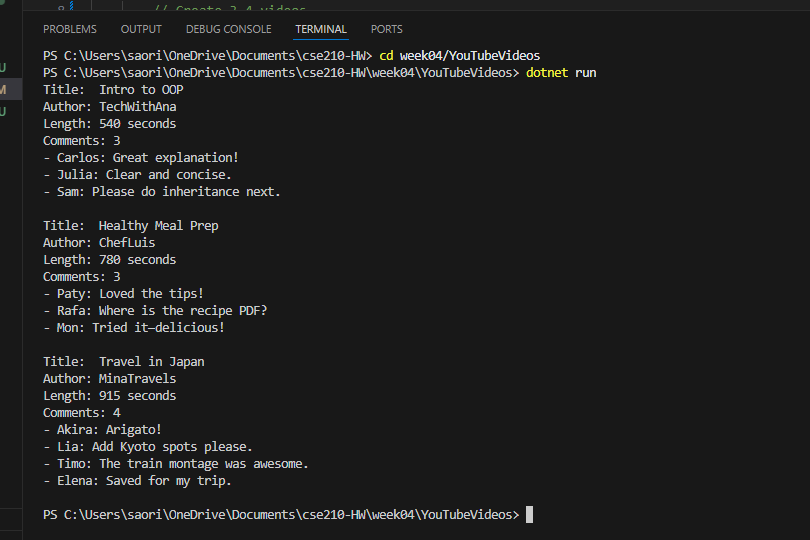 // Create 3-4 videos
PROBLEMS OUTPUT DEBUG CONSOLE TERMINAL PORTS
PS C:\Users\saori\OneDrive\Documents\cse210-HW> cd week04/YouTubeVideos
PS C:\Users\saori\OneDrive\Documents\cse210-HW\week04\YouTubeVideos> dotnet run
Title:  Intro to OOP
Author: TechWithAna
Length: 540 seconds
Comments: 3
- Carlos: Great explanation!
- Julia: Clear and concise.
- Sam: Please do inheritance next.

Title:  Healthy Meal Prep
Author: ChefLuis
Length: 780 seconds
Comments: 3
- Paty: Loved the tips!
- Rafa: Where is the recipe PDF?
- Mon: Tried it—delicious!

Title:  Travel in Japan
Author: MinaTravels
Length: 915 seconds
Comments: 4
- Akira: Arigato!
- Lia: Add Kyoto spots please.
- Timo: The train montage was awesome.
- Elena: Saved for my trip.

PS C:\Users\saori\OneDrive\Documents\cse210-HW\week04\YouTubeVideos>
U
M
U